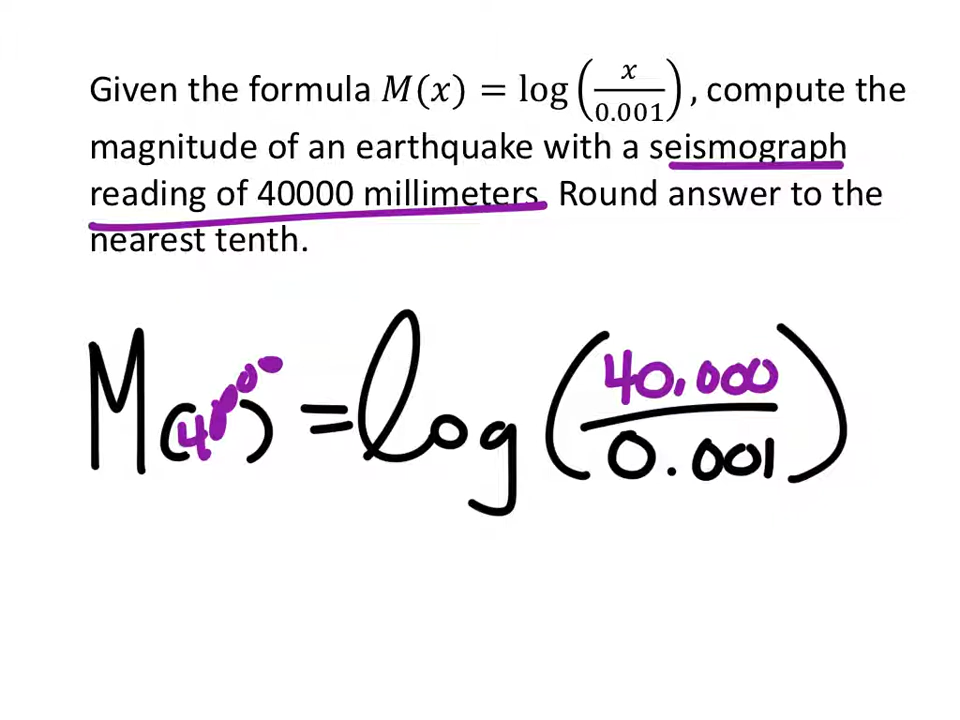 Given the formula M(x) = log(x/0.001), compute the
magnitude of an earthquake with a seismograph
reading of 40000 millimeters. Round answer to the
nearest tenth.
M(40000) = log(40,000/0.001)